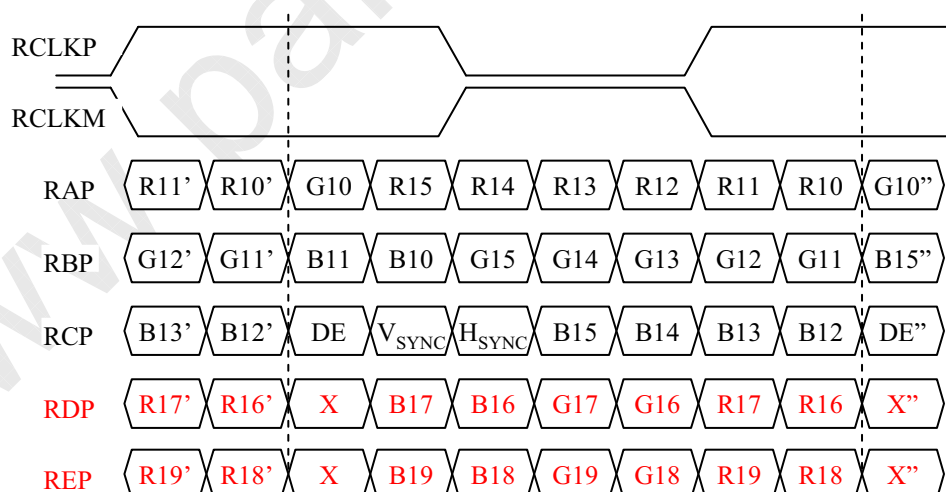 RCLKP
RCLKM
RAP R11’ R10’ G10 R15 R14 R13 R12 R11 R10 G10”
RBP G12’ G11’ B11 B10 G15 G14 G13 G12 G11 B15”
RCP B13’ B12’ DE VSYNC HSYNC B15 B14 B13 B12 DE”
RDP R17’ R16’ X B17 B16 G17 G16 R17 R16 X”
REP R19’ R18’ X B19 B18 G19 G18 R19 R18 X”